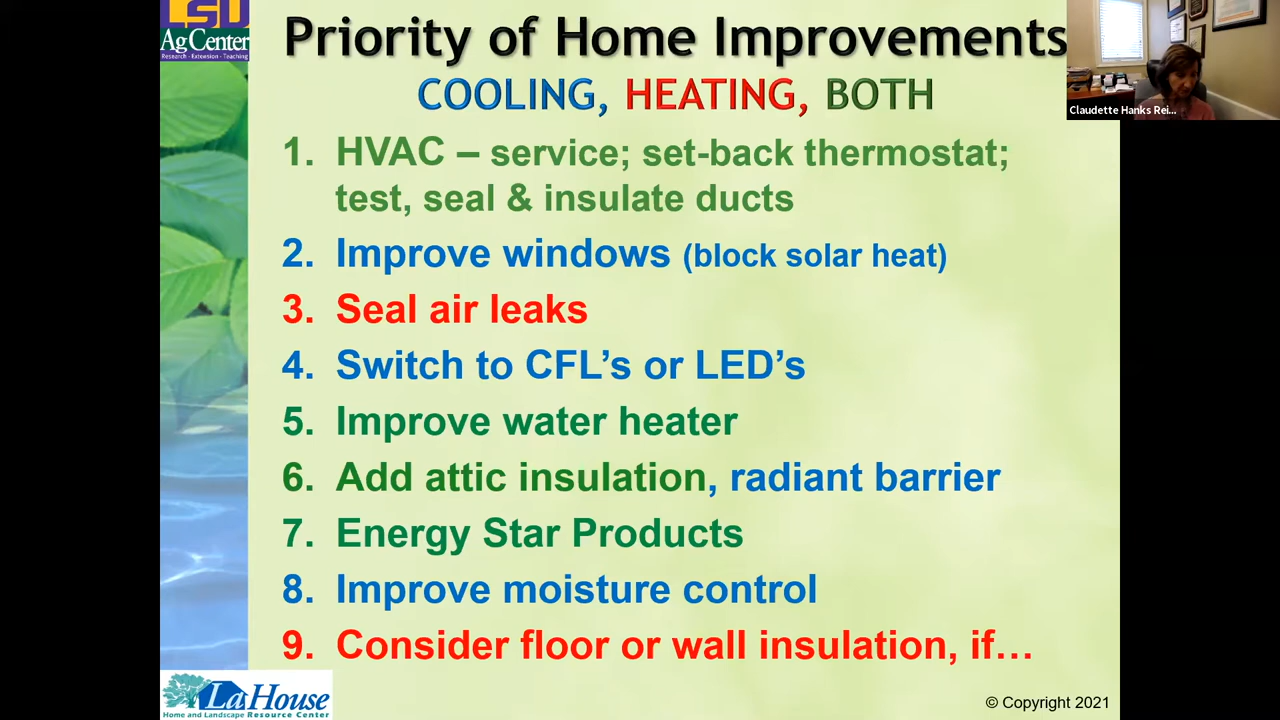 LSU
AgCenter
Research · Extension · Teaching
Priority of Home Improvements
COOLING, HEATING, BOTH
Claudette Hanks Rei...
1. HVAC – service; set-back thermostat;
test, seal & insulate ducts
2. Improve windows (block solar heat)
3. Seal air leaks
4. Switch to CFL’s or LED’s
5. Improve water heater
6. Add attic insulation, radiant barrier
7. Energy Star Products
8. Improve moisture control
9. Consider floor or wall insulation, if…
LaHouse
Home and Landscape Resource Center
© Copyright 2021